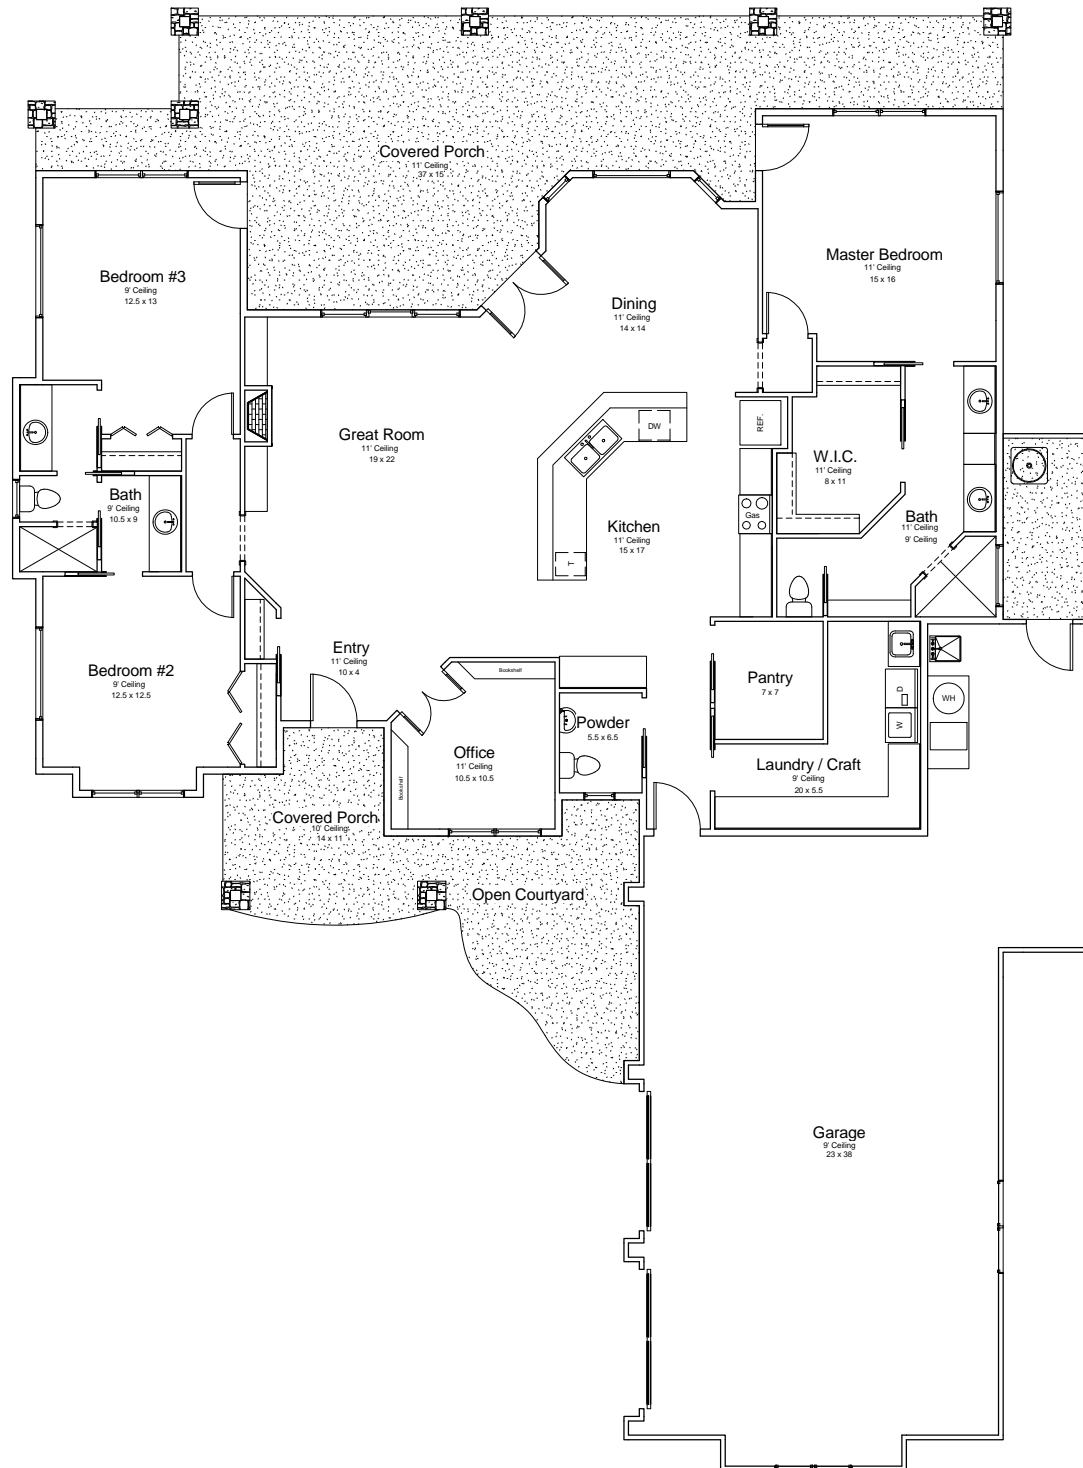 Covered Porch
11' Ceiling
37 x 15
Bedroom #3
9' Ceiling
12.5 x 13
Master Bedroom
11' Ceiling
15 x 16
Dining
11' Ceiling
14 x 14
Great Room
11' Ceiling
19 x 22
DW
REF.
W.I.C.
11' Ceiling
8 x 11
Bath
9' Ceiling
10.5 x 9
Kitchen
11' Ceiling
15 x 17
Gas
Bath
11' Ceiling
9' Ceiling
T
Entry
11' Ceiling
10 x 4
Bedroom #2
9' Ceiling
12.5 x 12.5
Bookshelf
Pantry
7 x 7
D
WH
W
Powder
5.5 x 6.5
Office
11' Ceiling
10.5 x 10.5
Bookshelf
Laundry / Craft
9' Ceiling
20 x 5.5
Covered Porch
10' Ceiling
14 x 11
Open Courtyard
Garage
9' Ceiling
23 x 38